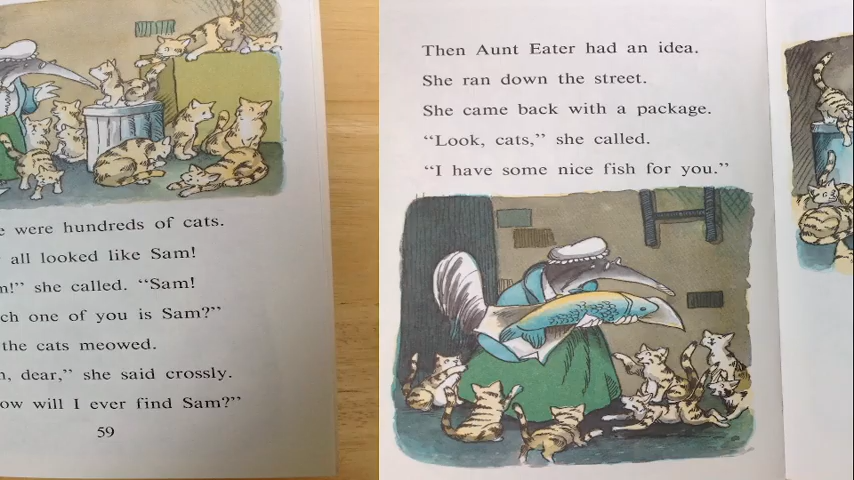 e were hundreds of cats.
all looked like Sam!
m!” she called. “Sam!
ch one of you is Sam?”
the cats meowed.
h, dear,” she said crossly.
ow will I ever find Sam?”
59
Then Aunt Eater had an idea.
She ran down the street.
She came back with a package.
“Look, cats,” she called.
“I have some nice fish for you.”